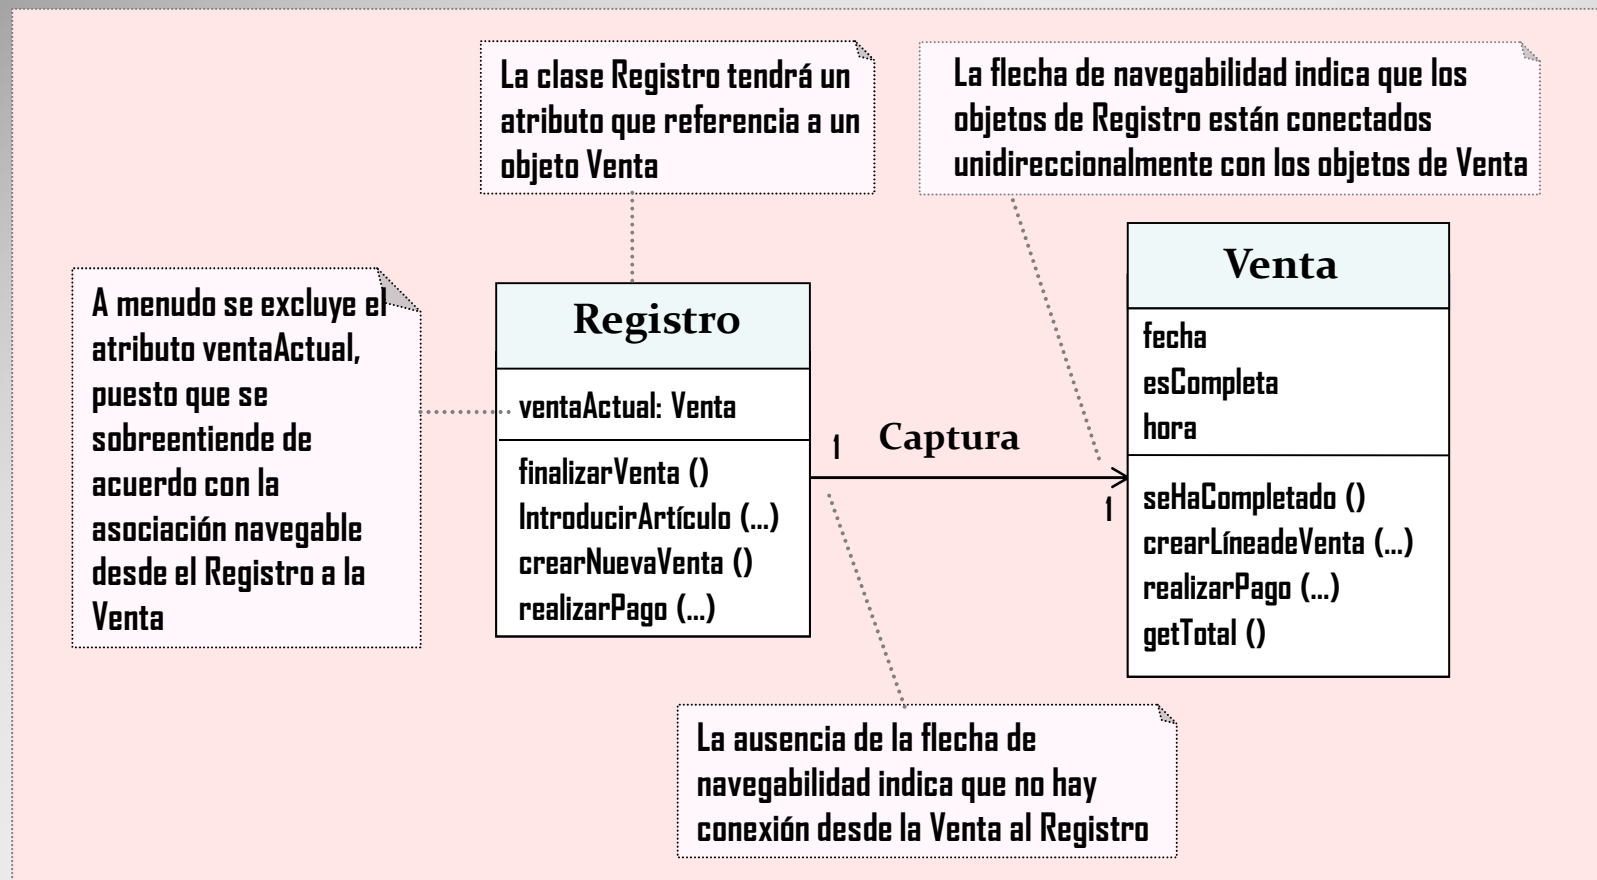 La clase Registro tendrá un
atributo que referencia a un
objeto Venta
La flecha de navegabilidad indica que los
objetos de Registro están conectados
unidireccionalmente con los objetos de Venta
A menudo se excluye el
atributo ventaActual,
puesto que se
sobreentiende de
acuerdo con la
asociación navegable
desde el Registro a la
Venta
Registro
ventaActual: Venta
finalizarVenta ()
IntroducirArtículo (...)
crearNuevaVenta ()
realizarPago (...)
1
Captura
1
Venta
fecha
esCompleta
hora
seHaCompletado ()
crearLíneadeVenta (...)
realizarPago (...)
getTotal ()
La ausencia de la flecha de
navegabilidad indica que no hay
conexión desde la Venta al Registro